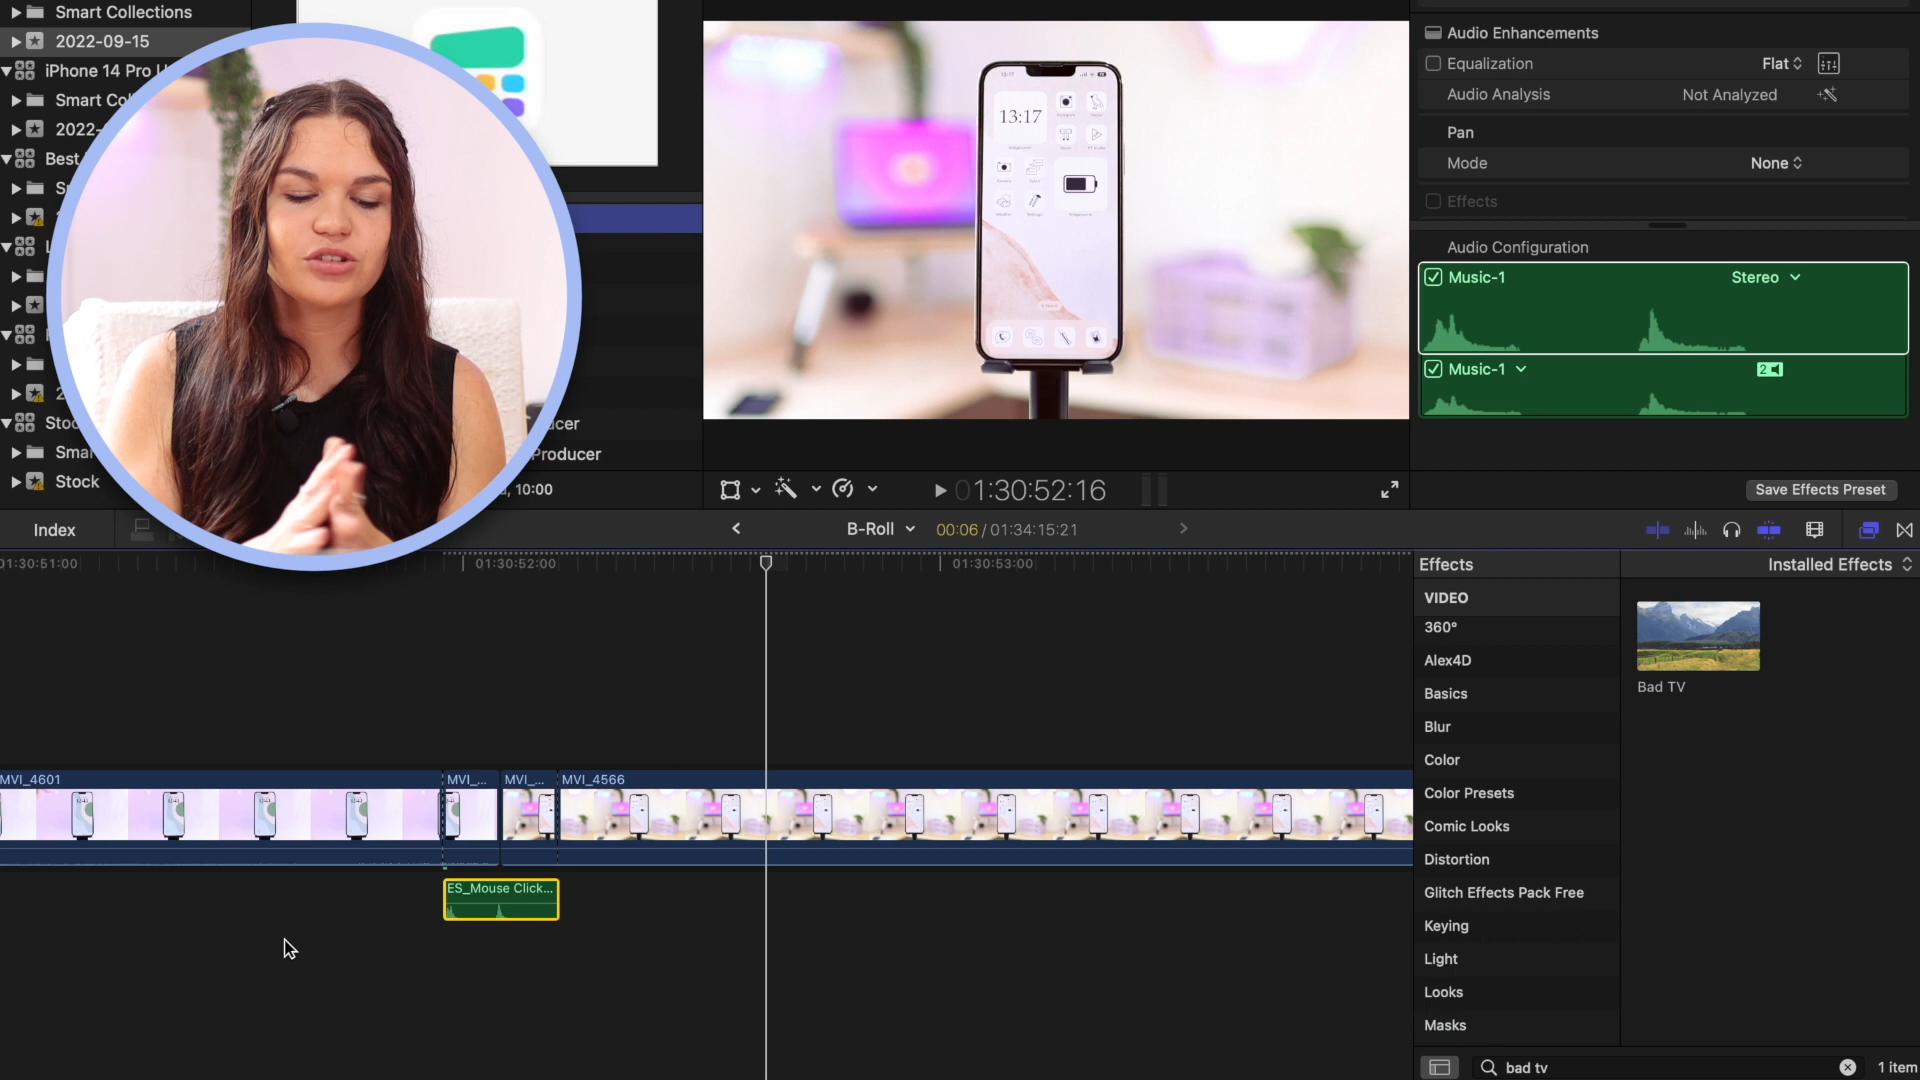 Smart Collections
2022-09-15
iPhone 14 Pro
Smart Col
2022-
Best
Stoc
Smar
Stock
Producer
, 10:00
13:17
Audio Enhancements
Equalization
Flat
Audio Analysis
Not Analyzed
Pan
Mode
None
Effects
Audio Configuration
Music-1
Stereo
Music-1
2
Save Effects Preset
01:30:52:16
Index
B-Roll
00:06 / 01:34:15:21
01:30:51:00
01:30:52:00
01:30:53:00
MVI_4601
MVI_...
MVI_...
MVI_4566
ES_Mouse Click...
Effects
Installed Effects
VIDEO
360°
Alex4D
Basics
Blur
Color
Color Presets
Comic Looks
Distortion
Glitch Effects Pack Free
Keying
Light
Looks
Masks
Bad TV
bad tv
1 item